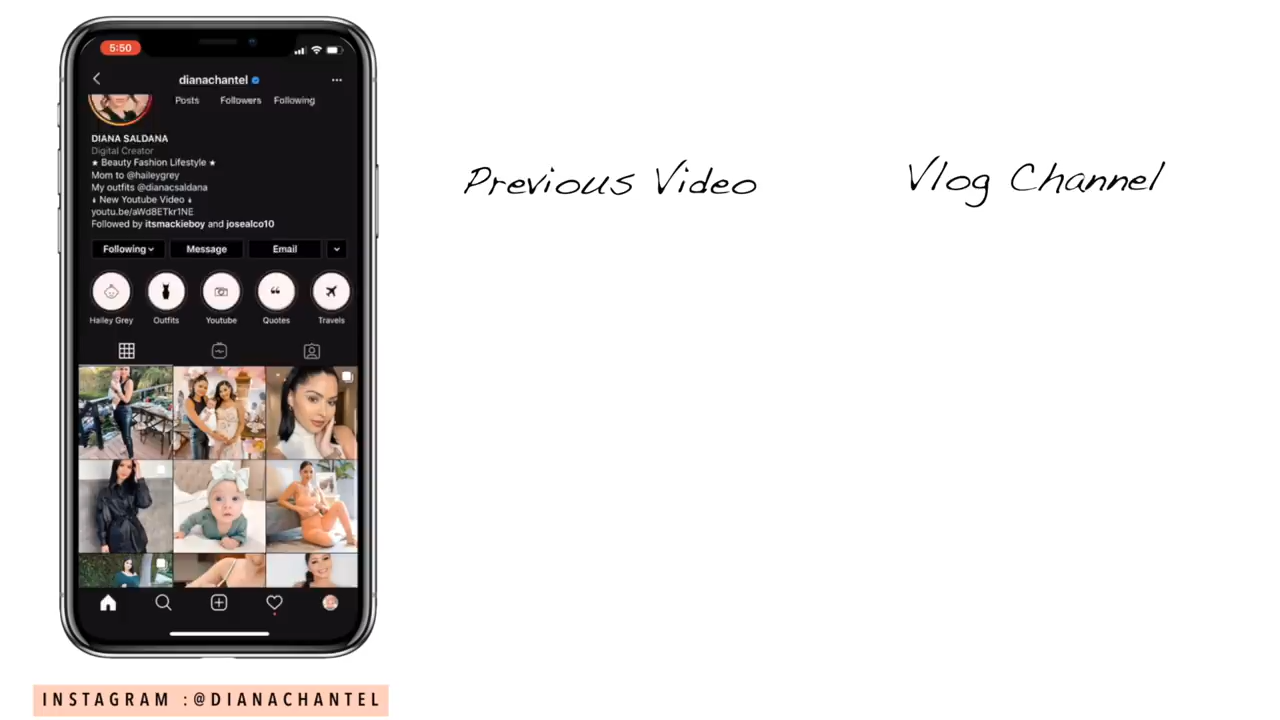 5:50
dianachantel
Posts Followers Following
DIANA SALDANA
Digital Creator
★ Beauty Fashion Lifestyle ★
Mom to @haileygrey
My outfits @dianacsaldana
New Youtube Video
youtu.be/aWd8ETkr1NE
Followed by itsmackieboy and josealco10
Following Message Email
Hailey Grey Outfits Youtube Quotes Travels
INSTAGRAM :@DIANACHANTEL
Previous Video
Vlog Channel